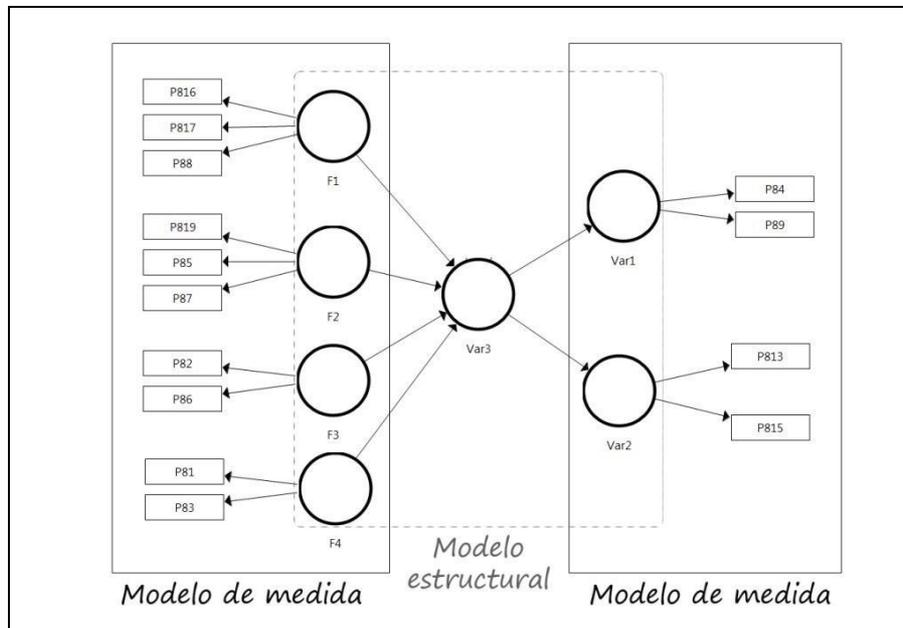 P816
P817
P88
F1
P819
P85
P87
F2
P82
P86
F3
P81
P83
F4
Var3
Var1
P84
P89
Var2
P813
P815
Modelo
estructural
Modelo de medida
Modelo de medida